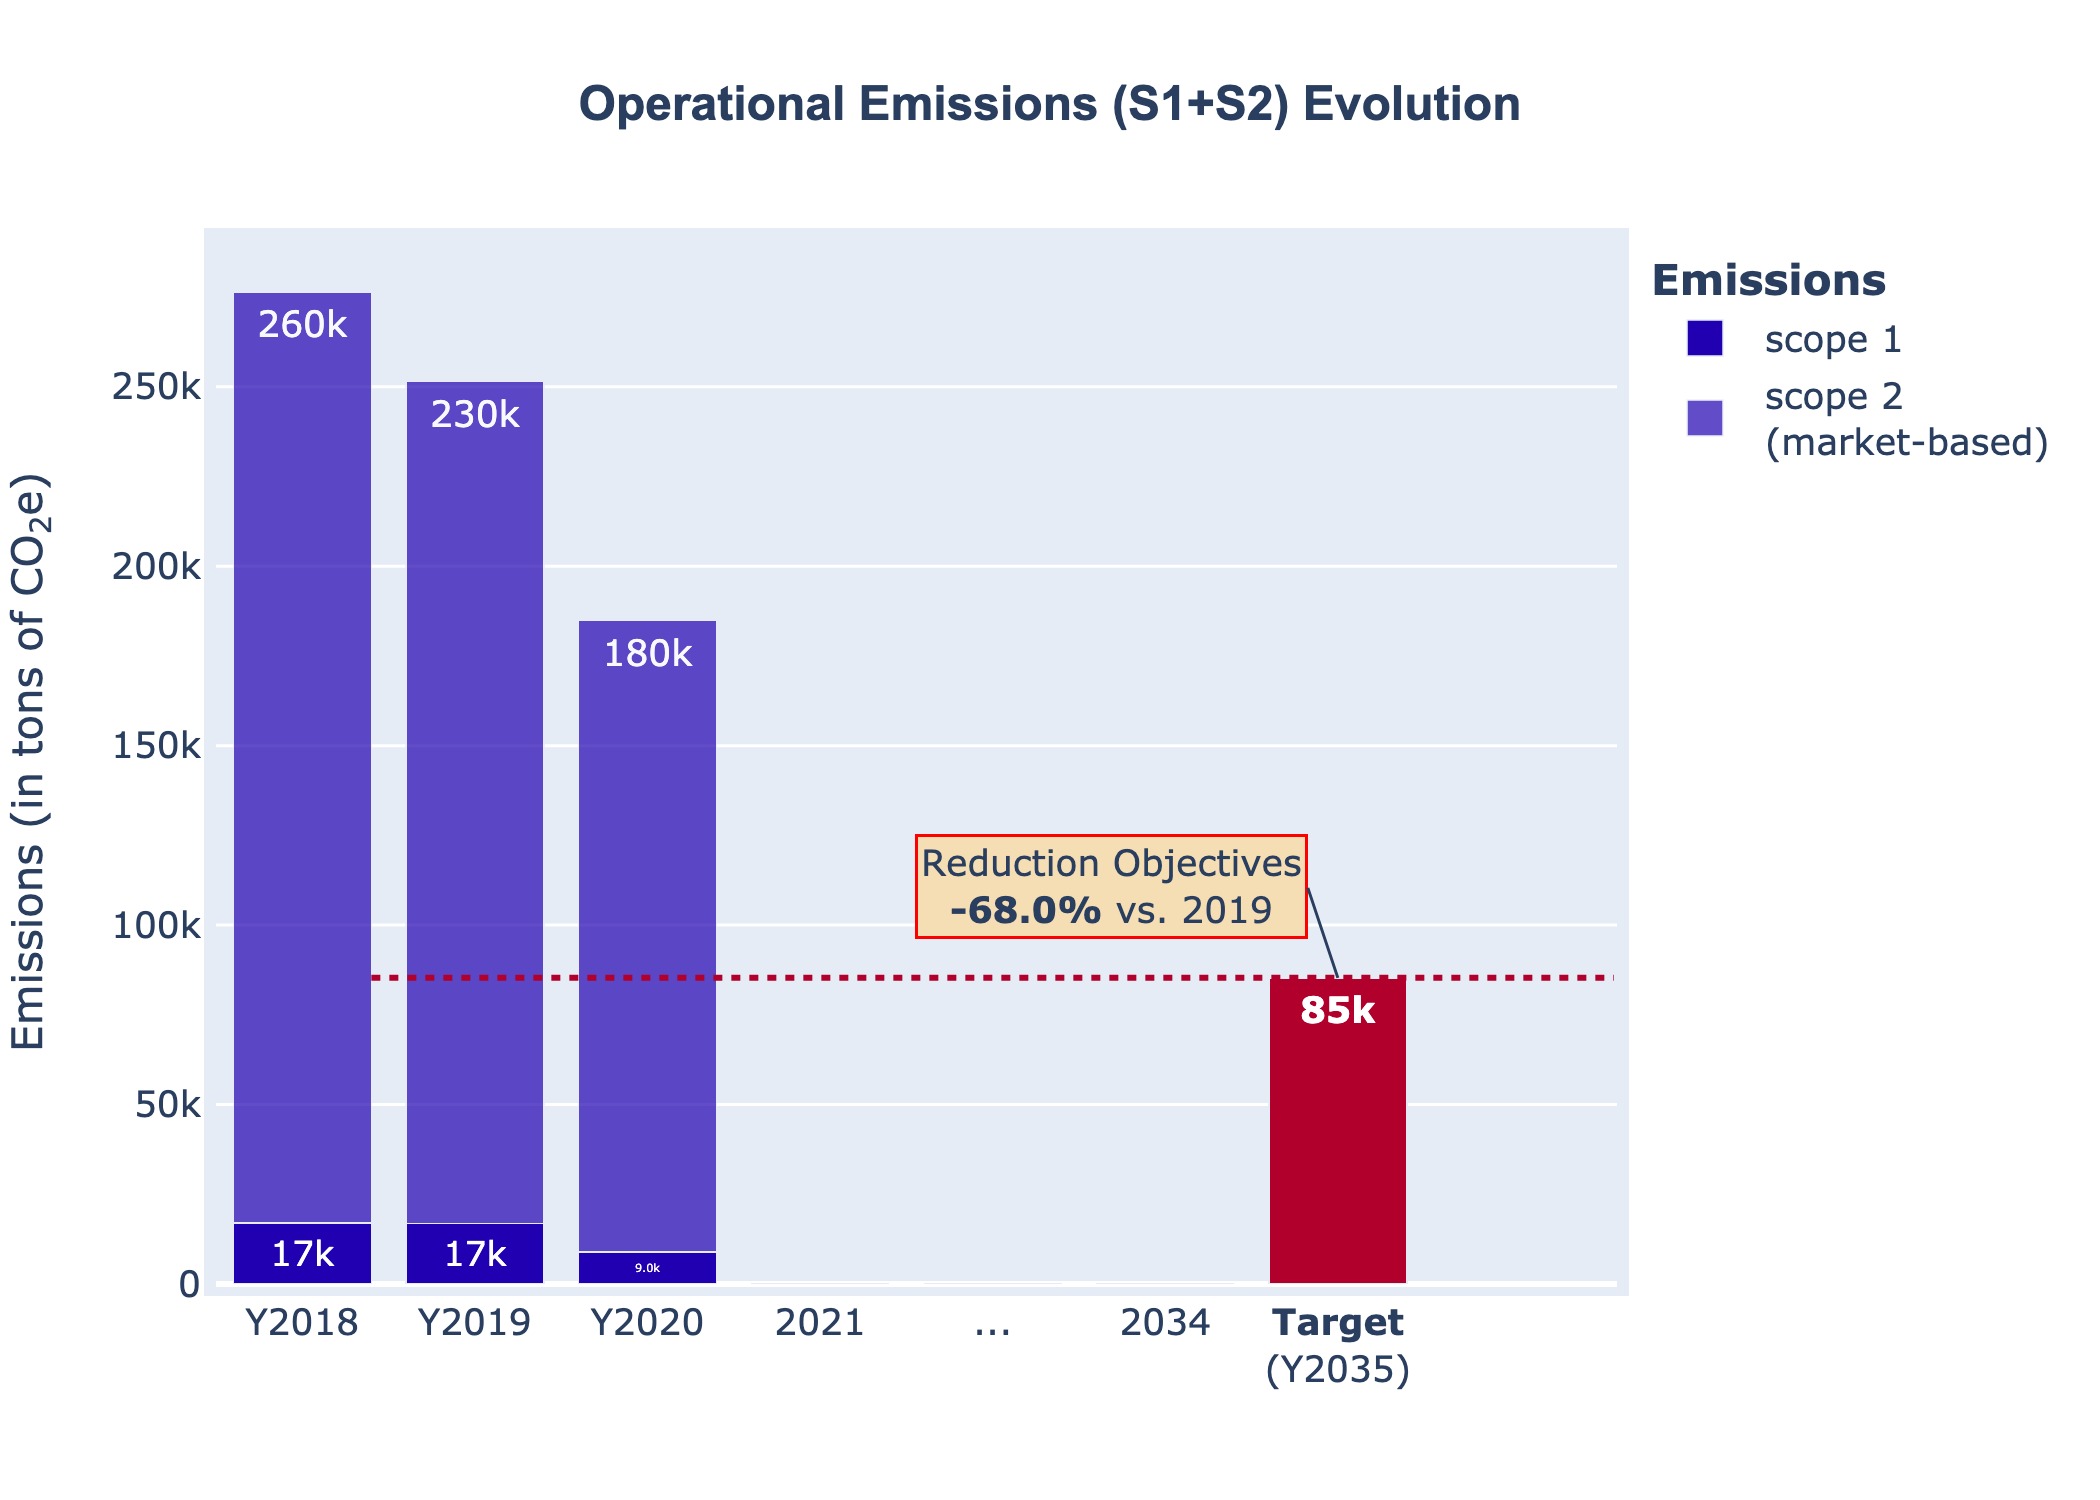 Operational Emissions (S1+S2) Evolution
Emissions (in tons of CO₂e)
250k
200k
150k
100k
50k
0
260k
230k
180k
17k
17k
9.0k
Reduction Objectives
-68.0% vs. 2019
85k
Y2018
Y2019
Y2020
2021
...
2034
Target
(Y2035)
Emissions
scope 1
scope 2
(market-based)